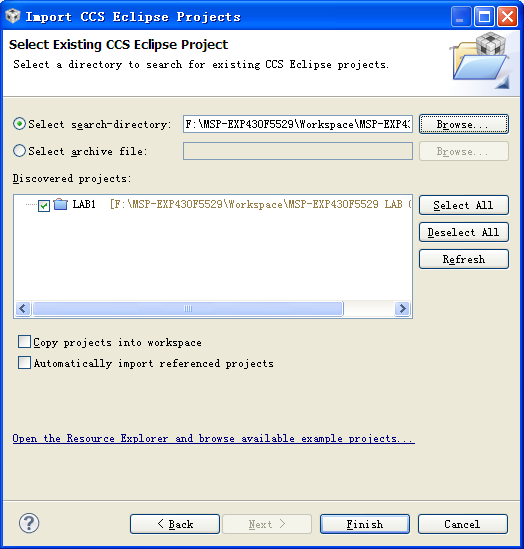 Import CCS Eclipse Projects
Select Existing CCS Eclipse Project
Select a directory to search for existing CCS Eclipse projects.
Select search-directory: F:\MSP-EXP430F5529\Workspace\MSP-EXP43 Browse...
Select archive file: Browse...
Discovered projects:
LAB1 [F:\MSP-EXP430F5529\Workspace\MSP-EXP430F5529 LAB
Select All
Deselect All
Refresh
Copy projects into workspace
Automatically import referenced projects
Open the Resource Explorer and browse available example projects...
? < Back Next > Finish Cancel